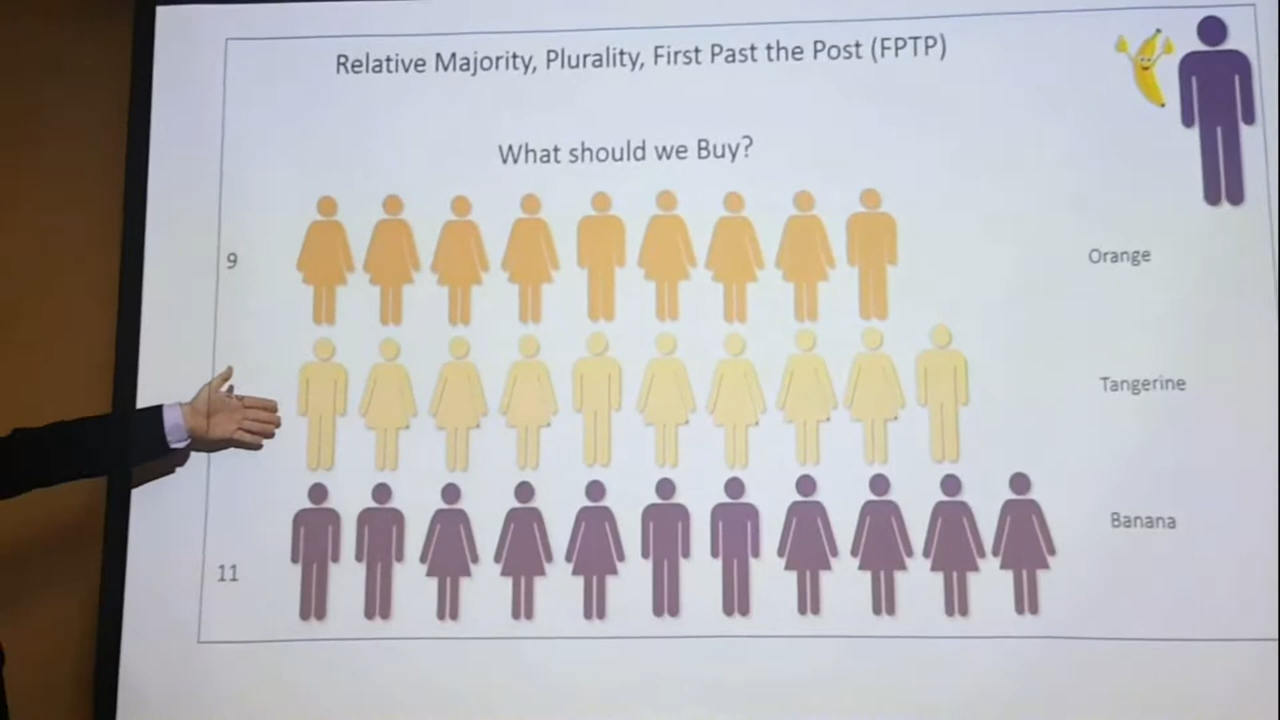 Relative Majority, Plurality, First Past the Post (FPTP)
What should we Buy?
9
Orange
Tangerine
Banana
11